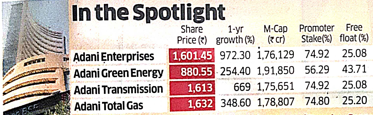 In the Spotlight
Share Price (₹) 1-yr growth (%) M-Cap (₹ cr) Promoter Stake(%) Free float (%)
Adani Enterprises 1,601.45 972.30 1,76,129 74.92 25.08
Adani Green Energy 880.55 254.40 1,91,850 56.29 43.71
Adani Transmission 1,613 669 1,75,651 74.92 25.08
Adani Total Gas 1,632 348.60 1,78,807 74.80 25.20